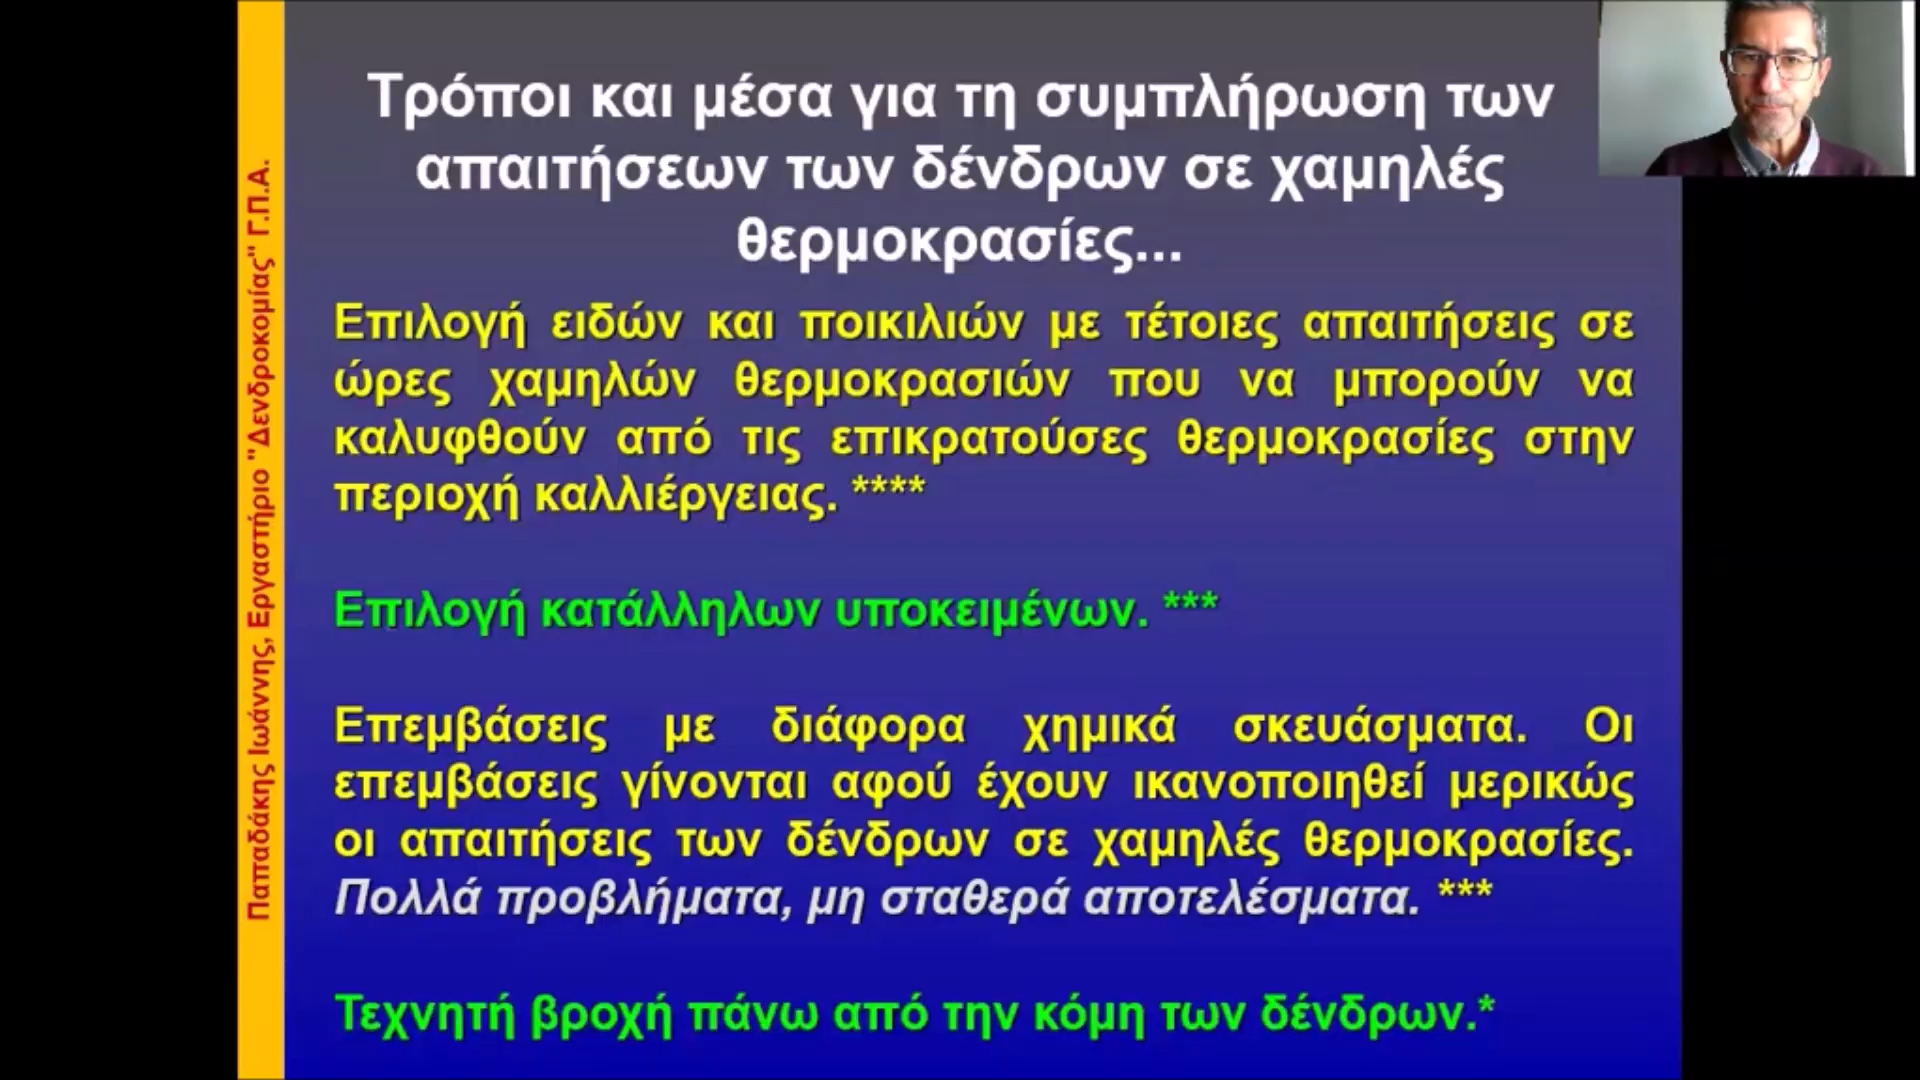 Τρόποι και μέσα για τη συμπλήρωση των
απαιτήσεων των δένδρων σε χαμηλές
θερμοκρασίες...
Επιλογή ειδών και ποικιλιών με τέτοιες απαιτήσεις σε
ώρες χαμηλών θερμοκρασιών που να μπορούν να
καλυφθούν από τις επικρατούσες θερμοκρασίες στην
περιοχή καλλιέργειας. ****
Επιλογή κατάλληλων υποκειμένων. ***
Επεμβάσεις με διάφορα χημικά σκευάσματα. Οι
επεμβάσεις γίνονται αφού έχουν ικανοποιηθεί μερικώς
οι απαιτήσεις των δένδρων σε χαμηλές θερμοκρασίες.
Πολλά προβλήματα, μη σταθερά αποτελέσματα. ***
Τεχνητή βροχή πάνω από την κόμη των δένδρων.*
Παπαδάκης Ιωάννης, Εργαστήριο "Δενδροκομίας" Γ.Π.Α.